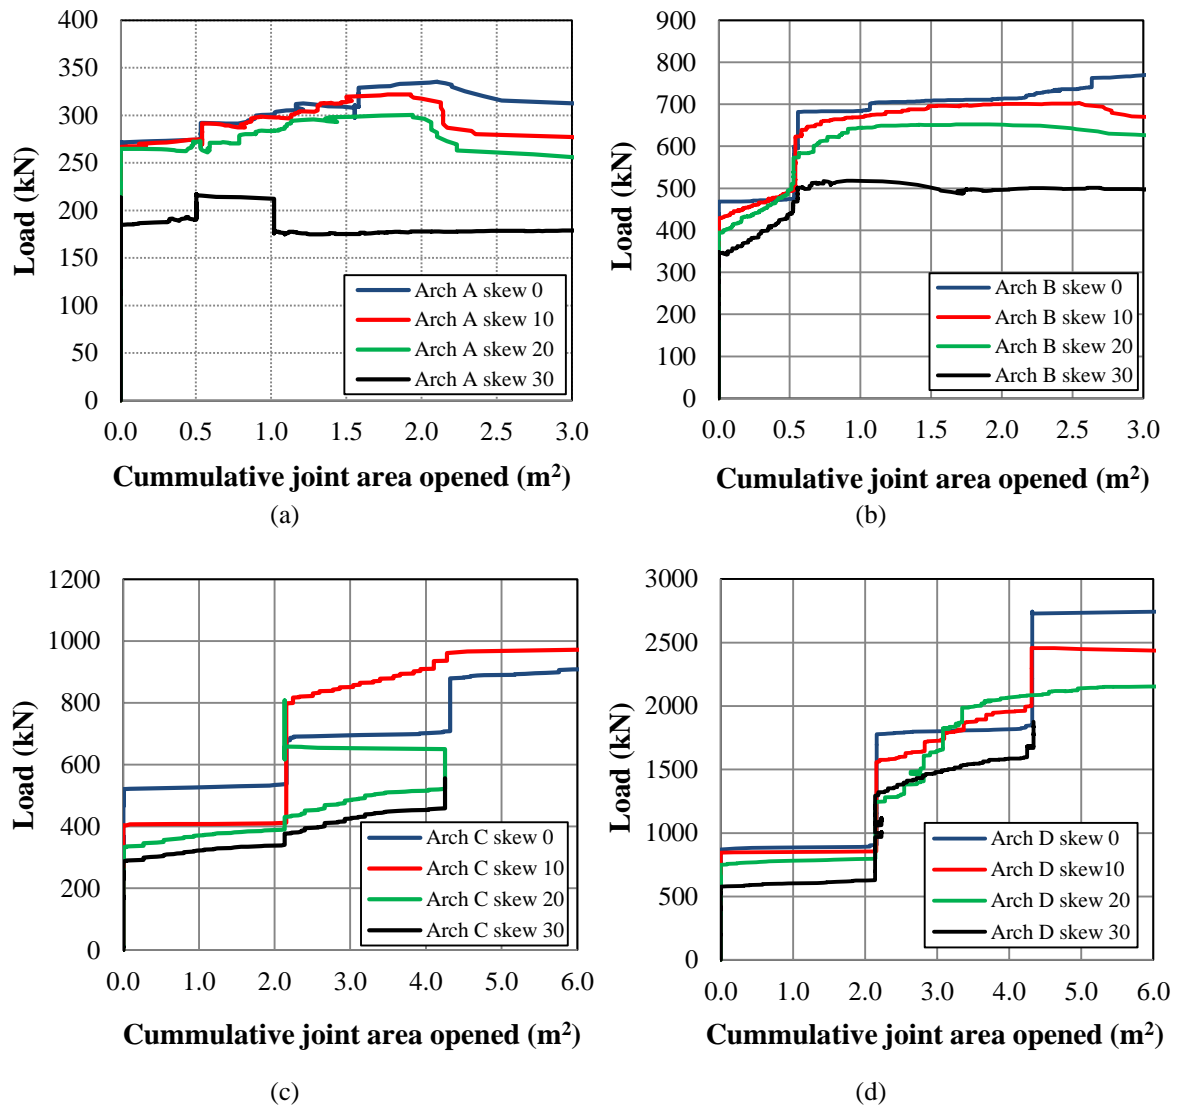 400
350
300
250
200
150
100
50
0
Load (kN)
0.0 0.5 1.0 1.5 2.0 2.5 3.0
Cummulative joint area opened (m²)
Arch A skew 0
Arch A skew 10
Arch A skew 20
Arch A skew 30
(a)
900
800
700
600
500
400
300
200
100
0
Load (kN)
0.0 0.5 1.0 1.5 2.0 2.5 3.0
Cumulative joint area opened (m²)
Arch B skew 0
Arch B skew 10
Arch B skew 20
Arch B skew 30
(b)
1200
1000
800
600
400
200
0
Load (kN)
0.0 1.0 2.0 3.0 4.0 5.0 6.0
Cummulative joint area opened (m²)
Arch C skew 0
Arch C skew 10
Arch C skew 20
Arch C skew 30
(c)
3000
2500
2000
1500
1000
500
0
Load (kN)
0.0 1.0 2.0 3.0 4.0 5.0 6.0
Cummulative joint area opened (m²)
Arch D skew 0
Arch D skew10
Arch D skew 20
Arch D skew 30
(d)